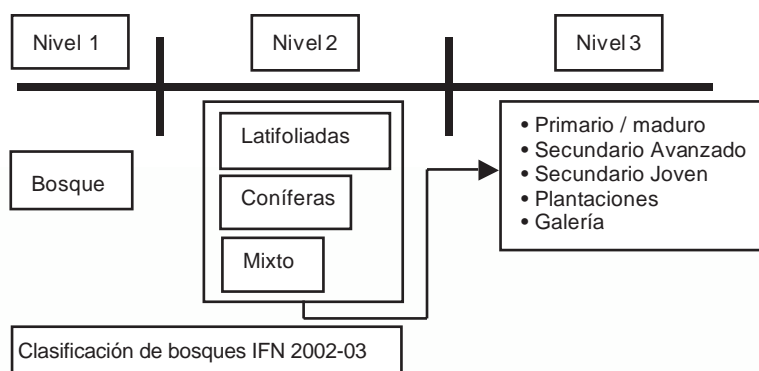 Nivel 1
Nivel 2
Nivel 3
Bosque
Latifoliadas
Coníferas
Mixto
• Primario / maduro
• Secundario Avanzado
• Secundario Joven
• Plantaciones
• Galería
Clasificación de bosques IFN 2002-03